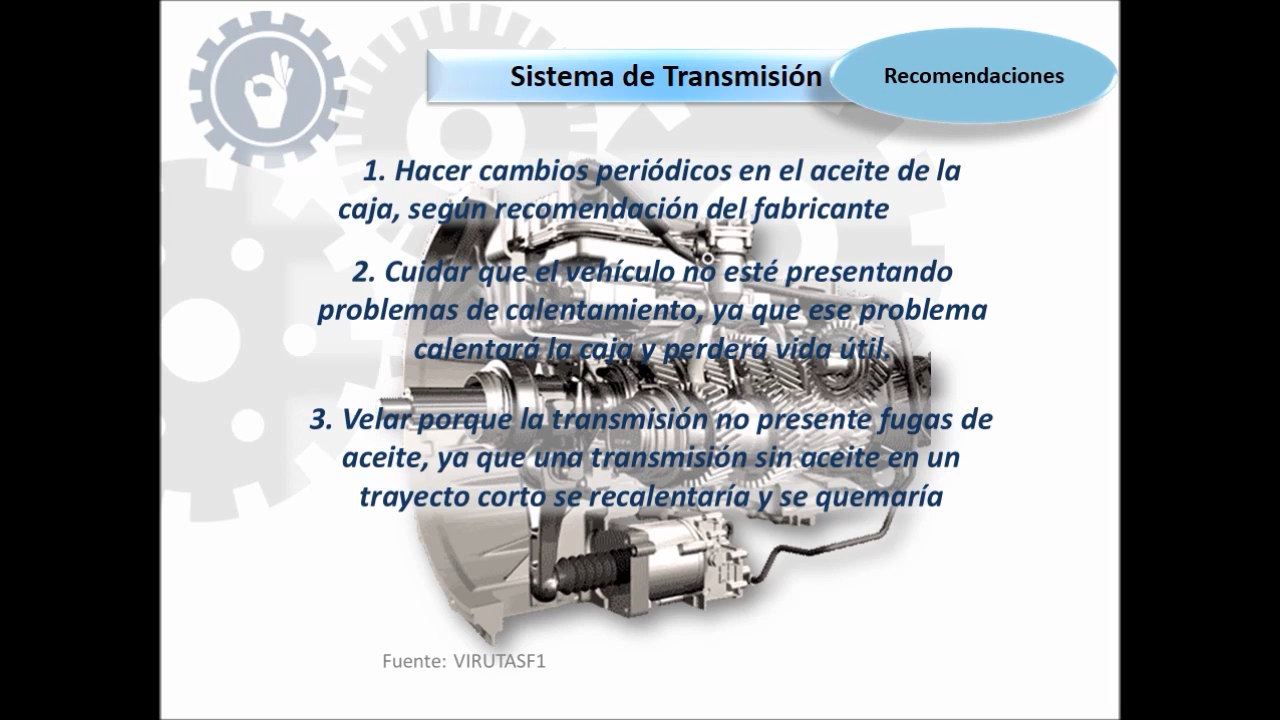 Sistema de Transmisión
Recomendaciones
1. Hacer cambios periódicos en el aceite de la
caja, según recomendación del fabricante
2. Cuidar que el vehículo no esté presentando
problemas de calentamiento, ya que ese problema
calentará la caja y perderá vida útil.
3. Velar porque la transmisión no presente fugas de
aceite, ya que una transmisión sin aceite en un
trayecto corto se recalentaría y se quemaría
Fuente: VIRUTASF1